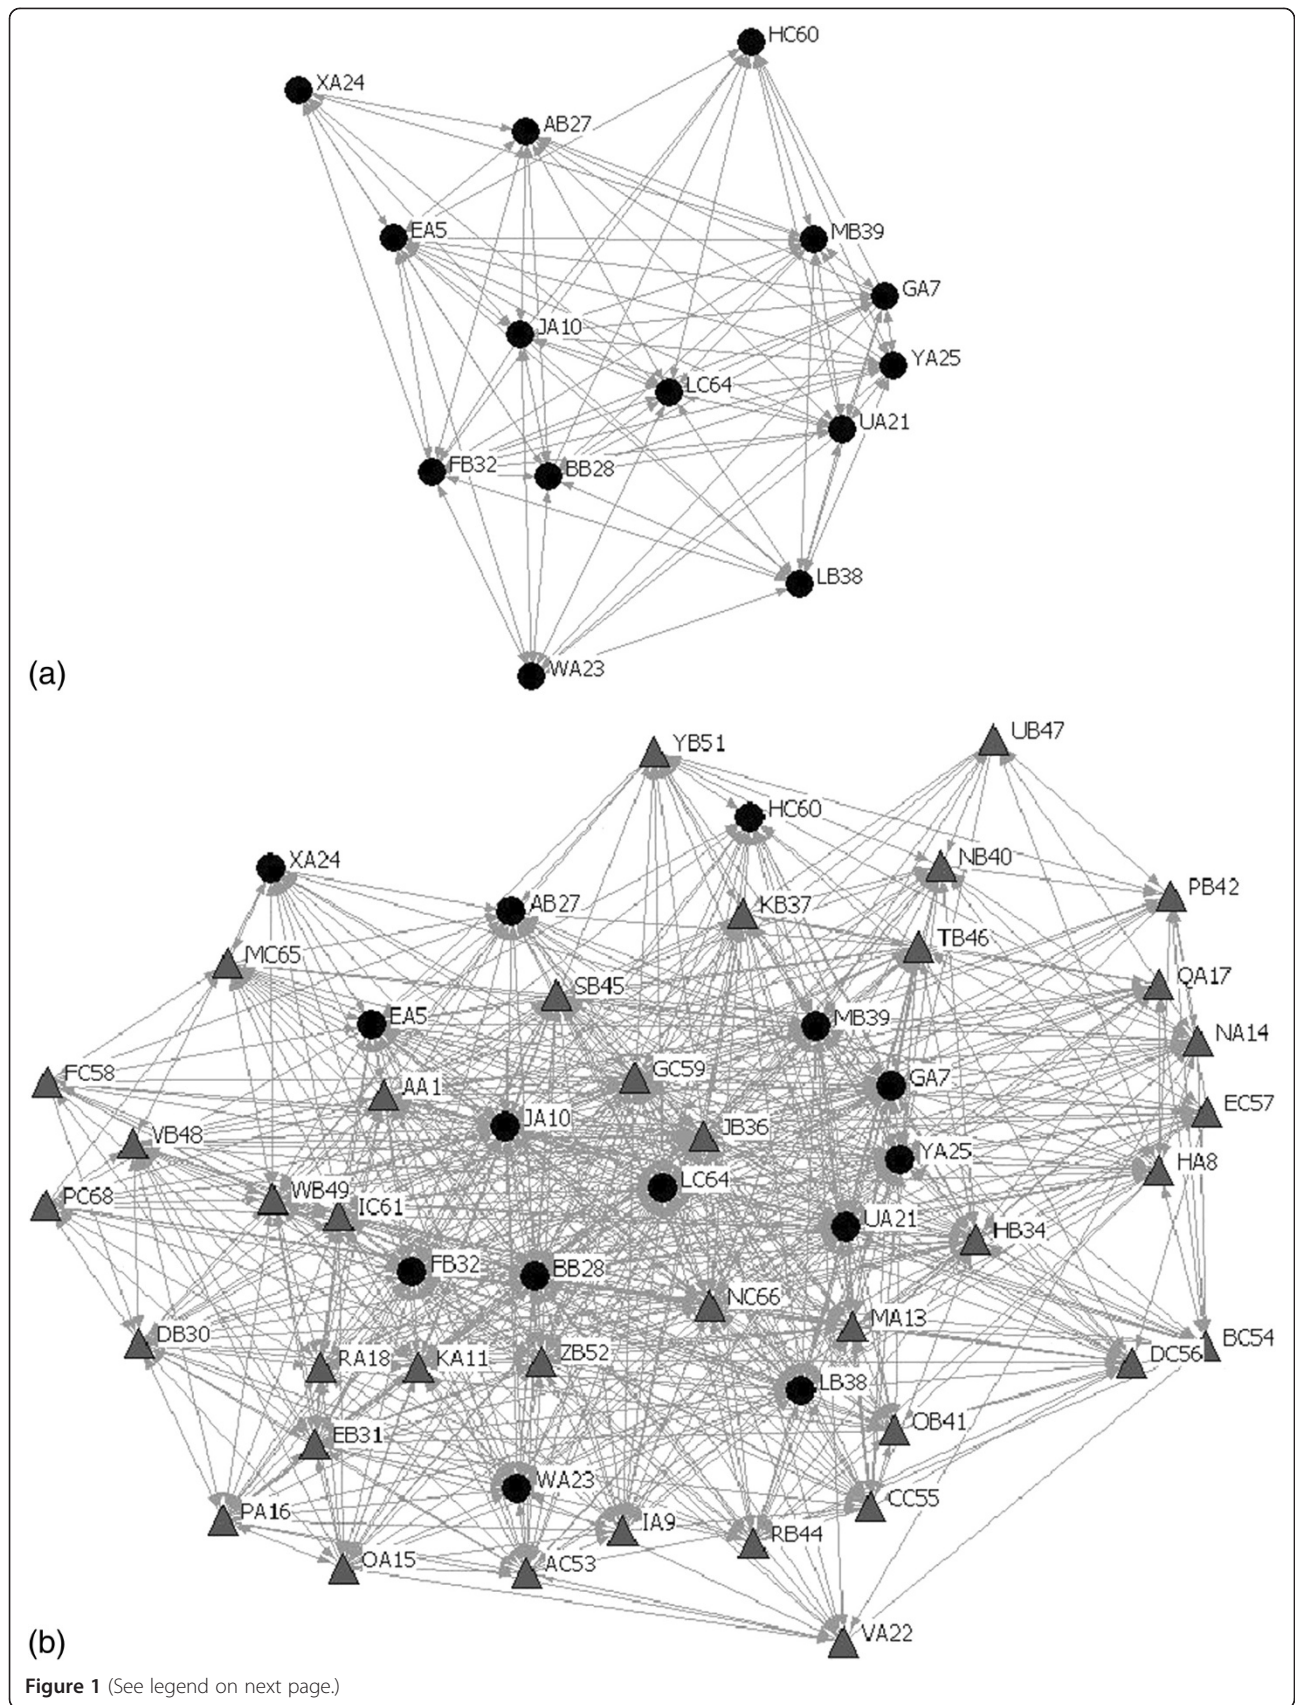 HC60
XA24
AB27
EA5
MB39
GA7
JA10
YA25
LC64
UA21
FB32
BB28
LB38
WA23
(a)
UB47
YB51
HC60
XA24
NB40
PB42
AB27
KB37
TB46
MC65
QA17
SB45
EA5
MB39
NA14
FC58
GC59
GA7
AA1
EC57
JA10
JB36
VB48
YA25
HA8
LC64
PC68
WB49
IC61
UA21
HB34
FB32
BB28
NC66
MA13
DB30
BC54
RA18
KA11
ZB52
DC56
LB38
EB31
OB41
WA23
CC55
PA16
IA9
RB44
OA15
AC53
VA22
(b)
Figure 1 (See legend on next page.)